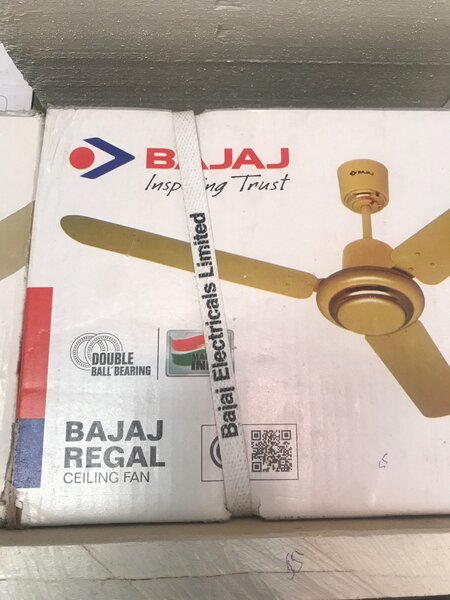 BAJAJ
Inspiring Trust
BAJAJ
Bajaj Electricals Limited
DOUBLE
BALL BEARING
BAJAJ
REGAL
CEILING FAN